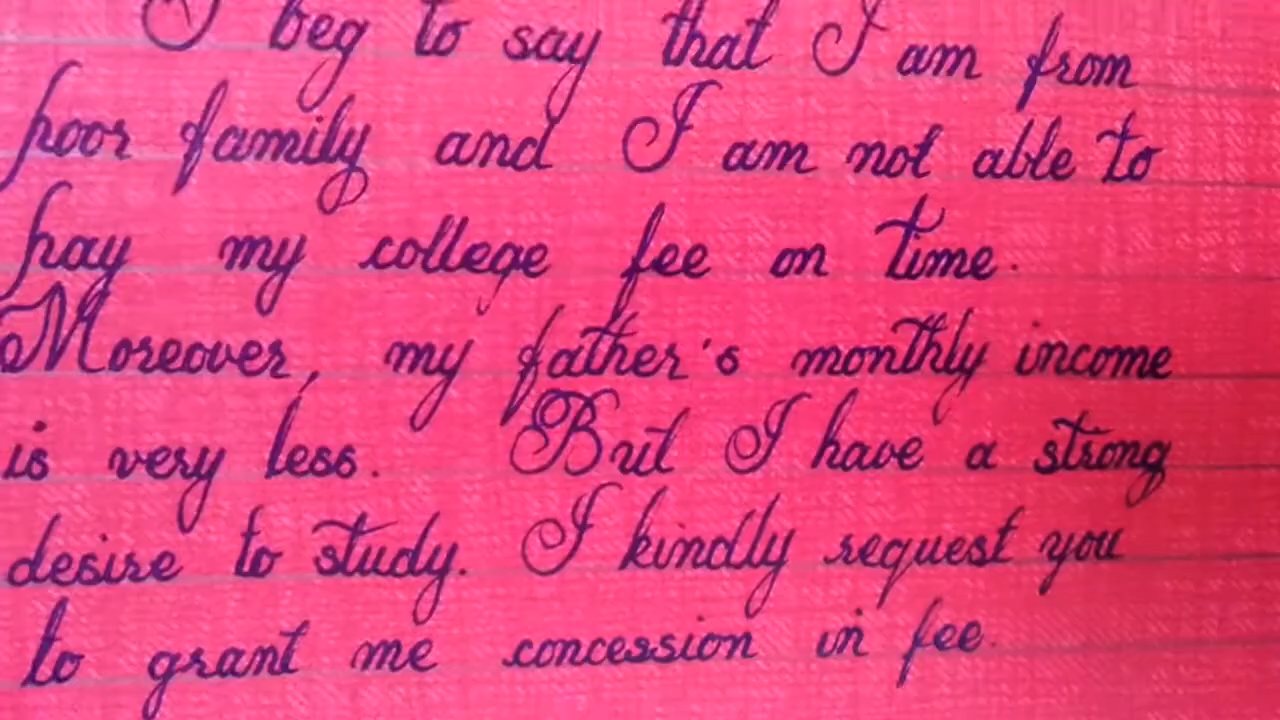 I beg to say that I am from
poor family and I am not able to
pay my college fee on time.
Moreover, my father's monthly income
is very less. But I have a strong
desire to study. I kindly request you
to grant me concession in fee.